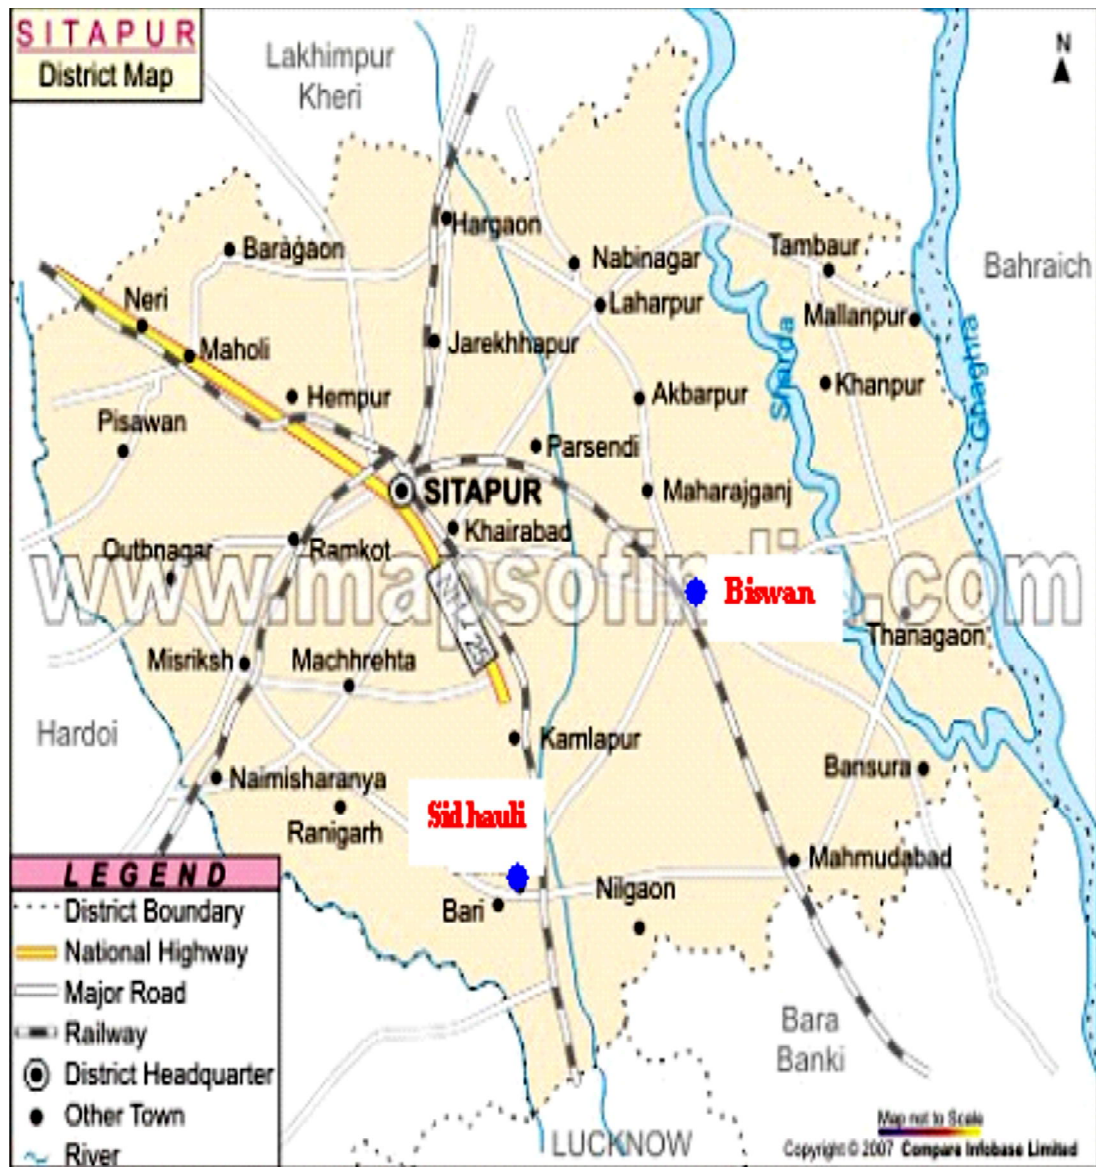 SITAPUR
District Map
Lakhimpur
Kheri
N
Hargaon
Baragaon
Nabinagar
Tambaur
Bahraich
Neri
Laharpur
Mallanpur
Maholi
Jarekhhapur
Sharda
Ghaghra
Hempur
Akbarpur
Khanpur
Pisawan
Parsendi
SITAPUR
Maharajganj
Khairabad
Outbnagar
Ramkot
www.mapsofindia.com
Biswan
Thanagaon
Misriksh
Machhrehta
Hardoi
Kamlapur
Bansura
Naimisharanya
Sidhauli
Ranigarh
Mahmudabad
Nilgaon
Bari
LEGEND
District Boundary
National Highway
Major Road
Railway
District Headquarter
Other Town
River
Bara
Banki
LUCKNOW
Map not to Scale
Copyright © 2007 Compare Infobase Limited